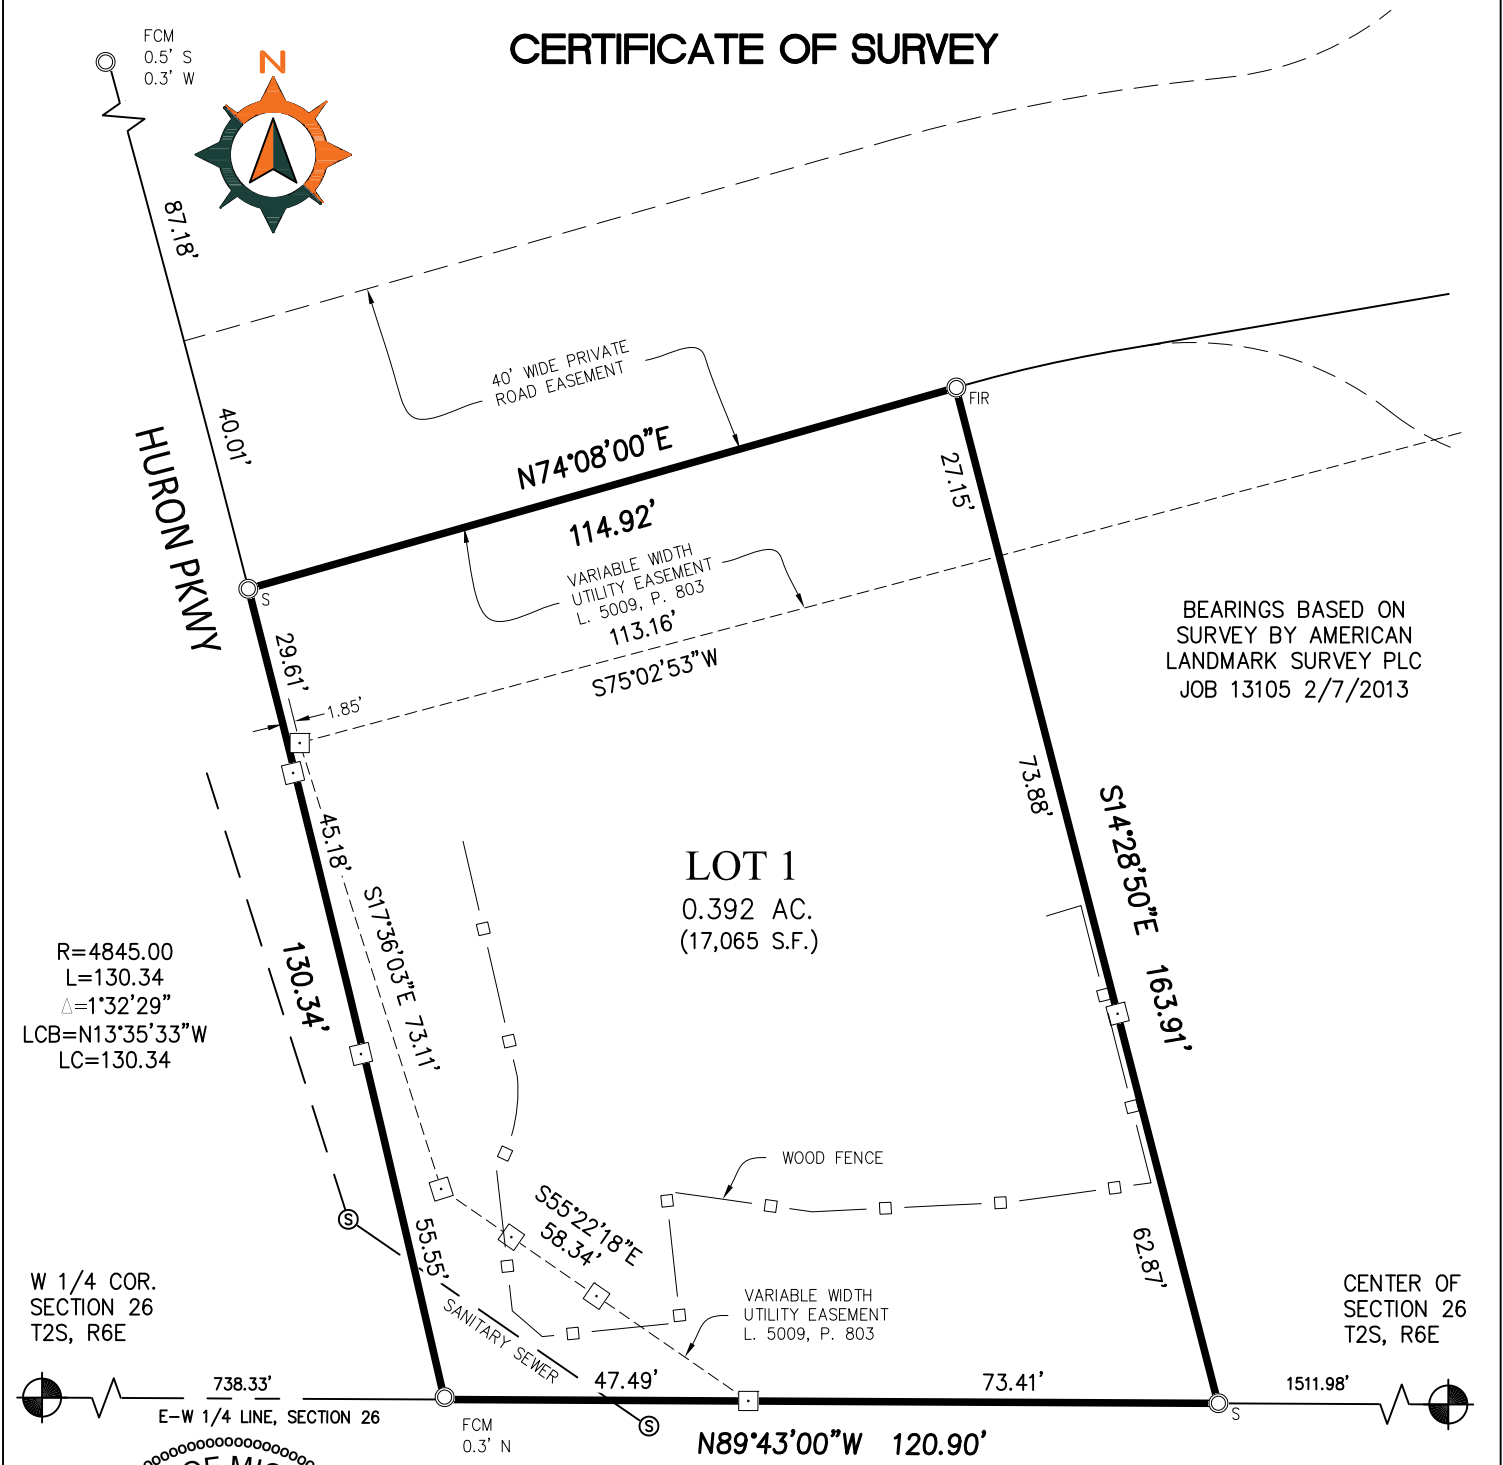 CERTIFICATE OF SURVEY
FCM
0.5' S
0.3' W
N
87.18'
40.01'
HURON PKWY
40' WIDE PRIVATE
ROAD EASEMENT
N74°08'00"E
114.92'
FIR
27.15'
VARIABLE WIDTH
UTILITY EASEMENT
L. 5009, P. 803
113.16'
S75°02'53"W
S
29.61'
1.85'
BEARINGS BASED ON
SURVEY BY AMERICAN
LANDMARK SURVEY PLC
JOB 13105 2/7/2013
45.18'
73.88'
S14°28'50"E 163.91'
LOT 1
0.392 AC.
(17,065 S.F.)
S17°36'03"E 73.11'
130.34'
R=4845.00
L=130.34
Δ=1°32'29"
LCB=N13°35'33"W
LC=130.34
WOOD FENCE
S55°22'18"E
58.34'
S
55.55'
62.87'
W 1/4 COR.
SECTION 26
T2S, R6E
SANITARY SEWER
VARIABLE WIDTH
UTILITY EASEMENT
L. 5009, P. 803
CENTER OF
SECTION 26
T2S, R6E
738.33'
47.49'
73.41'
1511.98'
E-W 1/4 LINE, SECTION 26
FCM
0.3' N
S
N89°43'00"W 120.90'
S